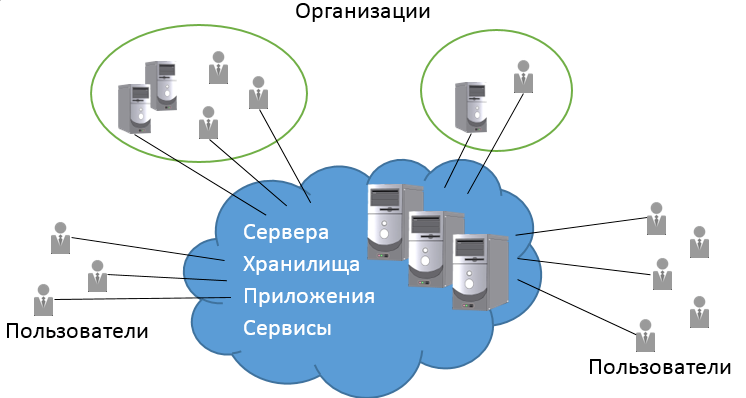 Организации
Сервера
Хранилища
Приложения
Сервисы
Пользователи
Пользователи